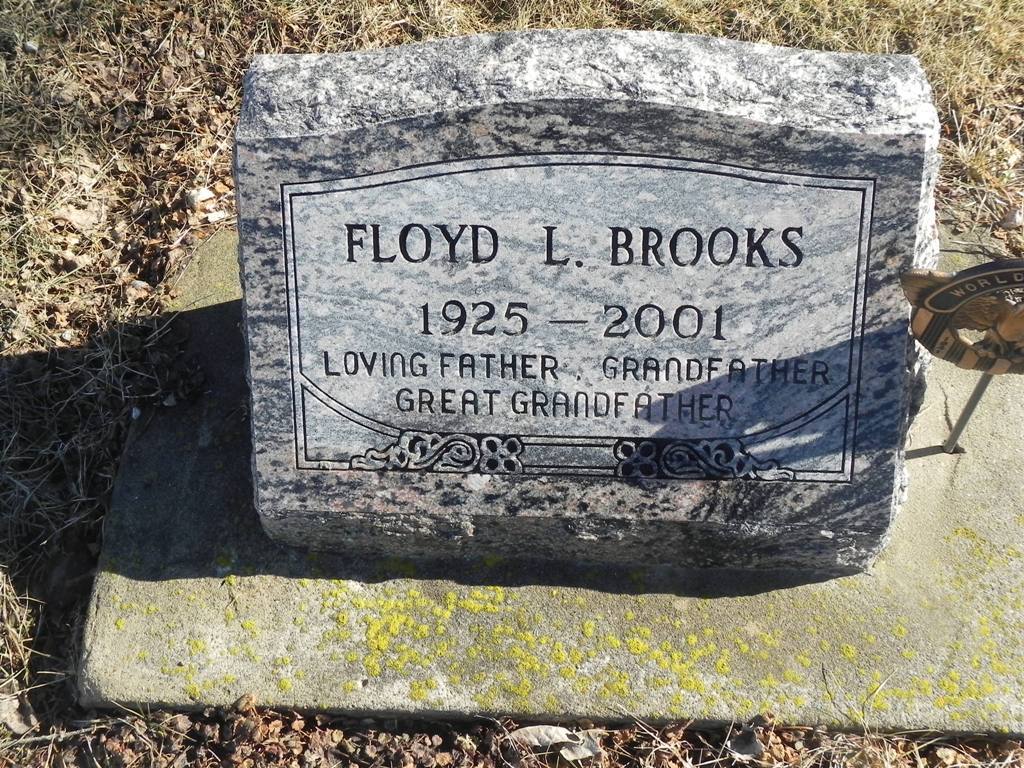 FLOYD L. BROOKS
1925 — 2001
LOVING FATHER . GRANDFATHER
GREAT GRANDFATHER
WORLD